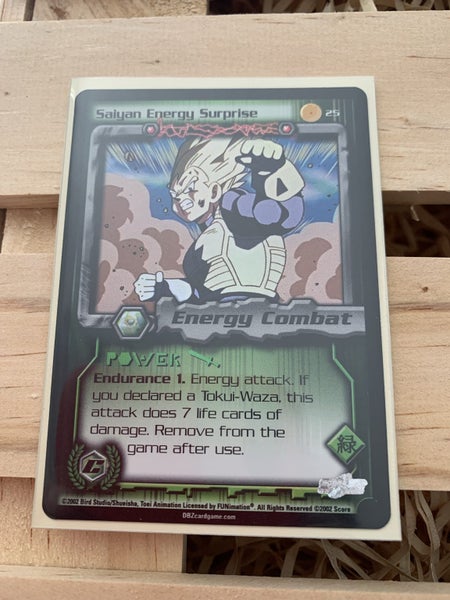 Saiyan Energy Surprise
25
Energy Combat
POWER
Endurance 1. Energy attack. If
you declared a Tokui-Waza, this
attack does 7 life cards of
damage. Remove from the
game after use.
緑
©2002 Bird Studio/Shueisha, Toei Animation Licensed by FUNimation®. All Rights Reserved ©2002 Score
DBZcardgame.com